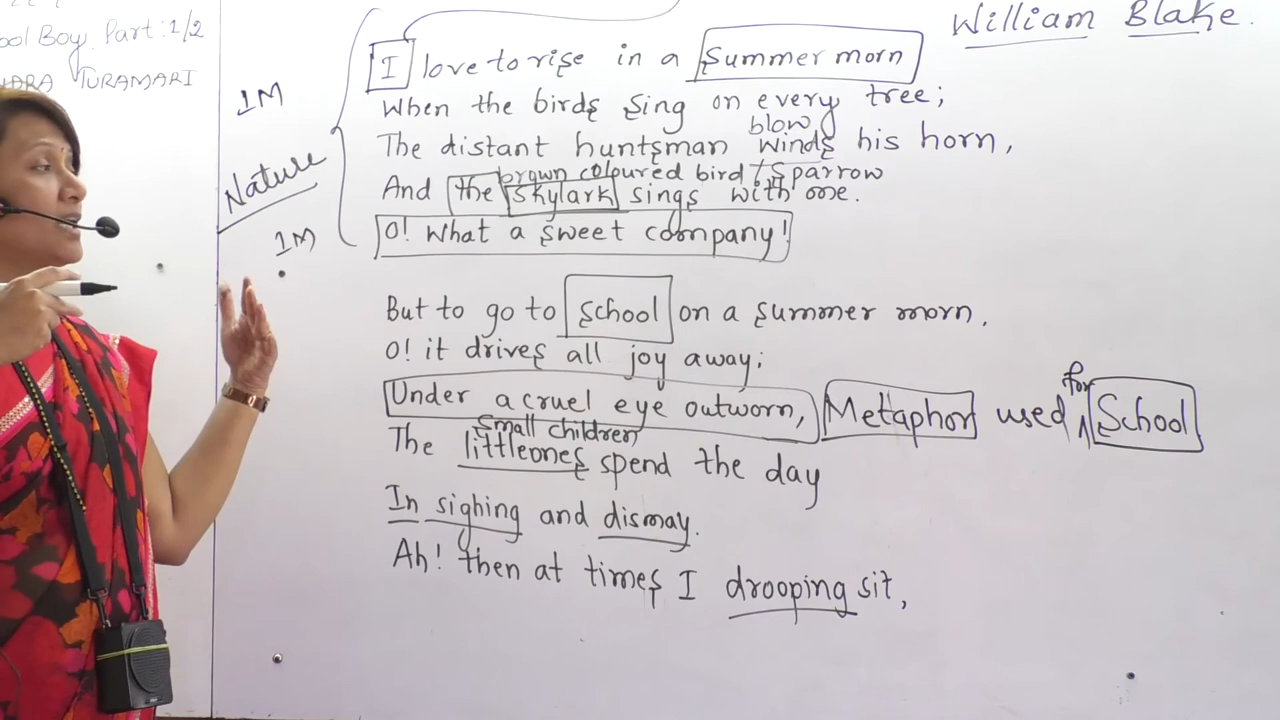 ool Boy. Part: 1/2
DRA TURAMARI
William Blake.
1M
Nature
1M
I love to rise in a Summer morn
When the birds sing on every tree;
blow
The distant huntsman winds his horn,
brown coloured bird / Sparrow
And the skylark sings with me.
O! What a sweet company!
But to go to School on a summer morn,
O! it drives all joy away;
for
Under a cruel eye outworn, Metaphor used ^ School
Small children
The little ones spend the day
In sighing and dismay.
Ah! then at times I drooping sit,